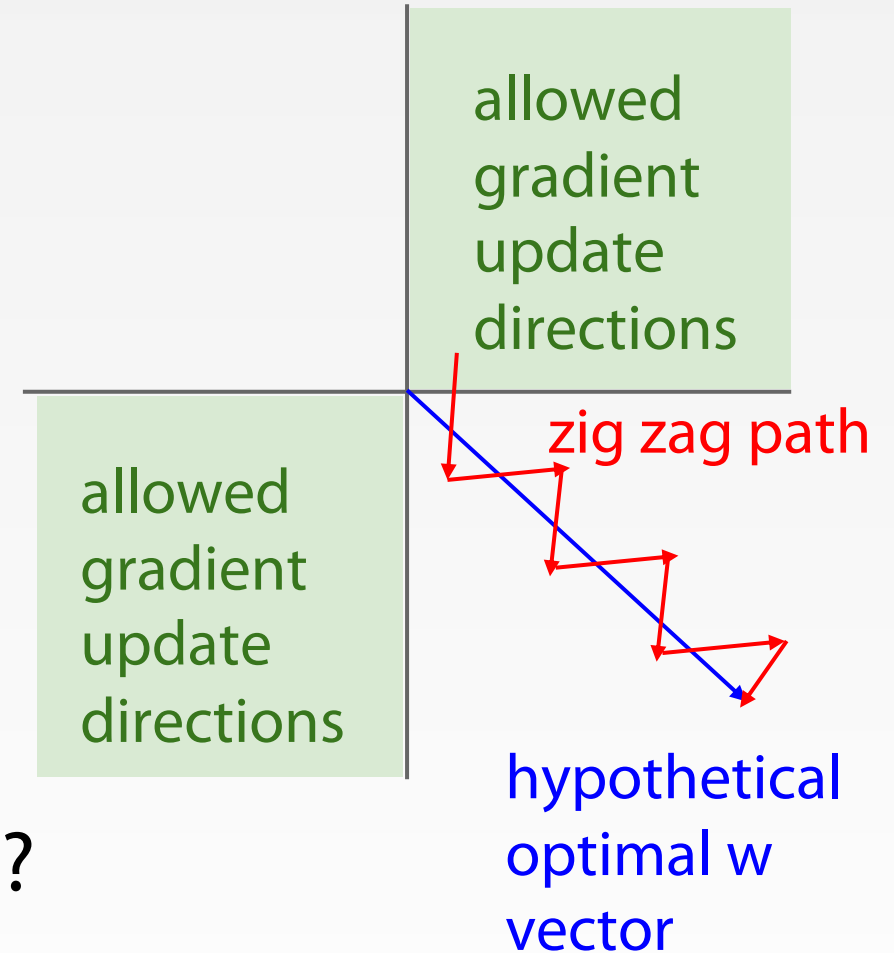 allowed
gradient
update
directions
zig zag path
allowed
gradient
update
directions
hypothetical
optimal w
vector
?